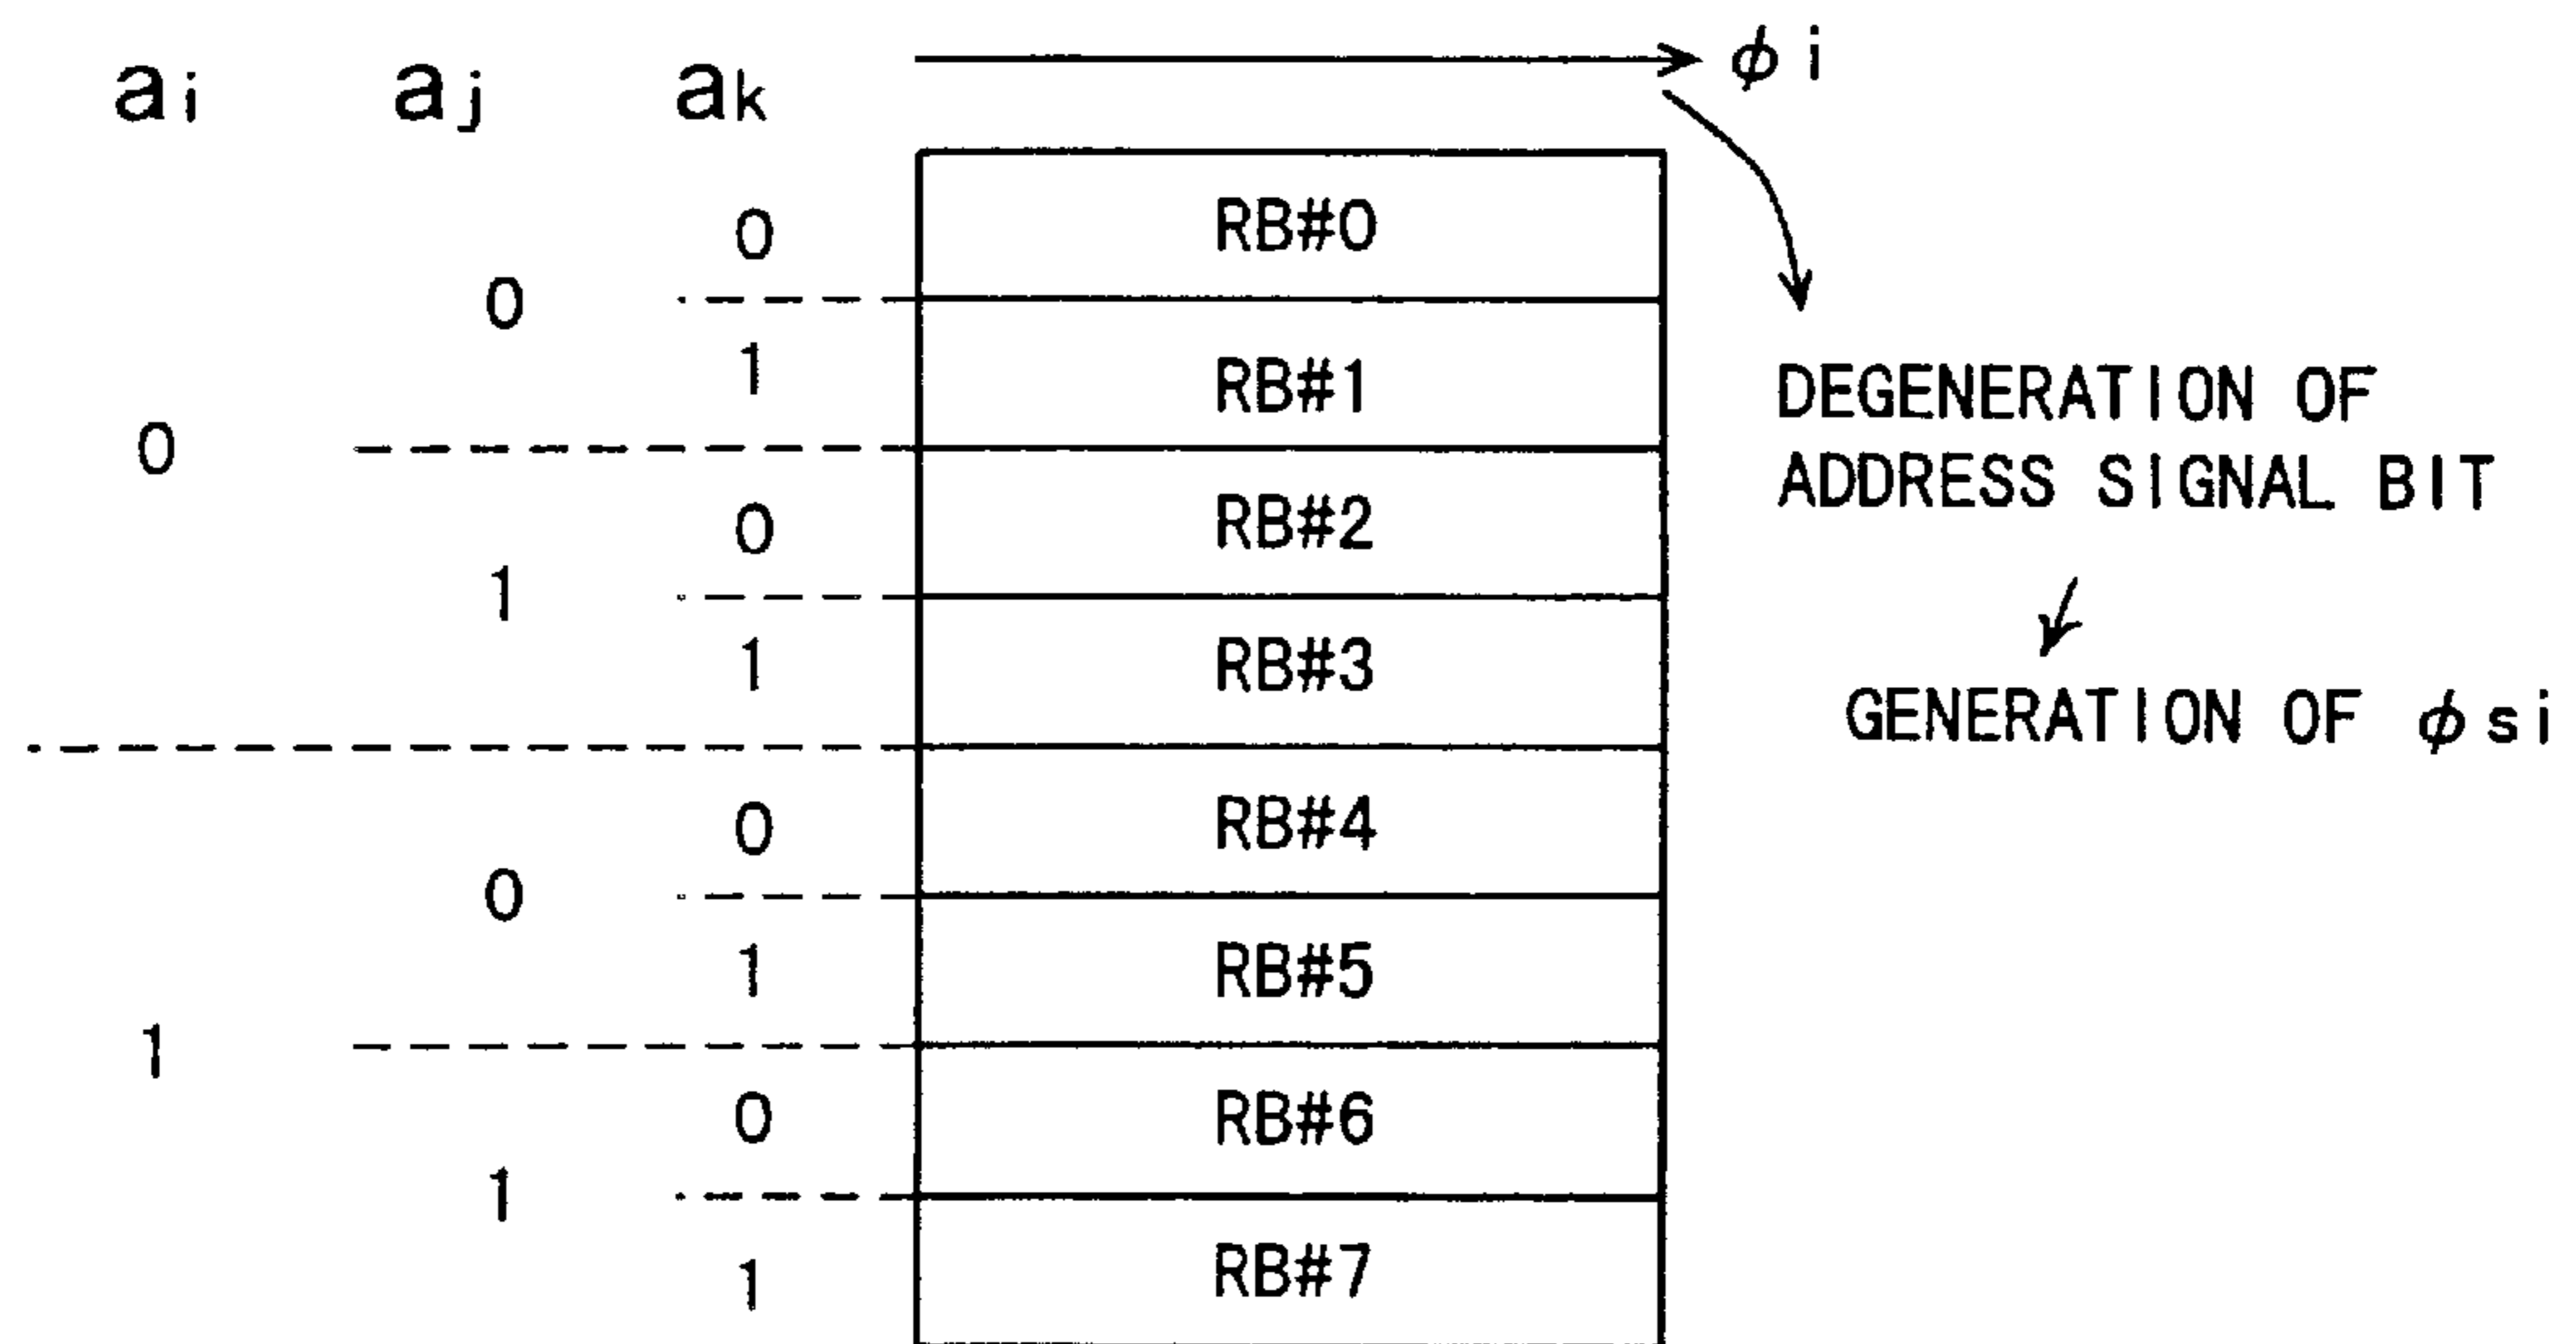 ai aj ak ϕi
0 RB#0
0
1 RB#1
DEGENERATION OF
ADDRESS SIGNAL BIT
0
0 RB#2
1
1 RB#3
GENERATION OF ϕsi
0 RB#4
0
1 RB#5
1
0 RB#6
1
1 RB#7